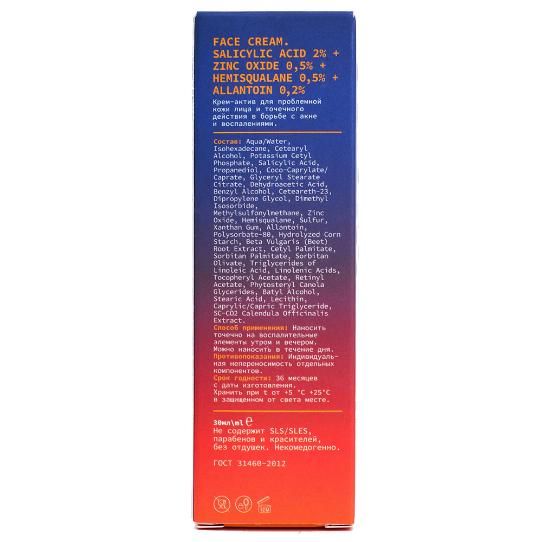 FACE CREAM.
SALICYLIC ACID 2% +
ZINC OXIDE 0,5% +
HEMISQUALANE 0,5% +
ALLANTOIN 0,2%
Крем-актив для проблемной
кожи лица и точечного
действия в борьбе с акне
и воспалениями.
Состав: Aqua/Water,
Isohexadecane, Cetearyl
Alcohol, Potassium Cetyl
Phosphate, Salicylic Acid,
Propanediol, Coco-Caprylate/
Caprate, Glyceryl Stearate
Citrate, Dehydroacetic Acid,
Benzyl Alcohol, Ceteareth-23,
Dipropylene Glycol, Dimethyl
Isosorbide,
Methylsulfonylmethane, Zinc
Oxide, Hemisqualane, Sulfur,
Xanthan Gum, Allantoin,
Polysorbate-80, Hydrolyzed Corn
Starch, Beta Vulgaris (Beet)
Root Extract, Cetyl Palmitate,
Sorbitan Palmitate, Sorbitan
Olivate, Triglycerides of
Linoleic Acid, Linolenic Acids,
Tocopheryl Acetate, Retinyl
Acetate, Phytosteryl Canola
Glycerides, Batyl Alcohol,
Stearic Acid, Lecithin,
Caprylic/Capric Triglyceride,
SC-CO2 Calendula Officinalis
Extract.
Способ применения: Наносить
точечно на воспалительные
элементы утром и вечером.
Можно наносить в течение дня.
Противопоказания: Индивидуаль-
ная непереносимость отдельных
компонентов.
Срок годности: 36 месяцев
с даты изготовления.
Хранить при t от +5 °C +25°C
в защищенном от света месте.
30мл\ml ℮
Не содержит SLS/SLES,
парабенов и красителей,
без отдушек. Некомедогенно.
ГОСТ 31460-2012